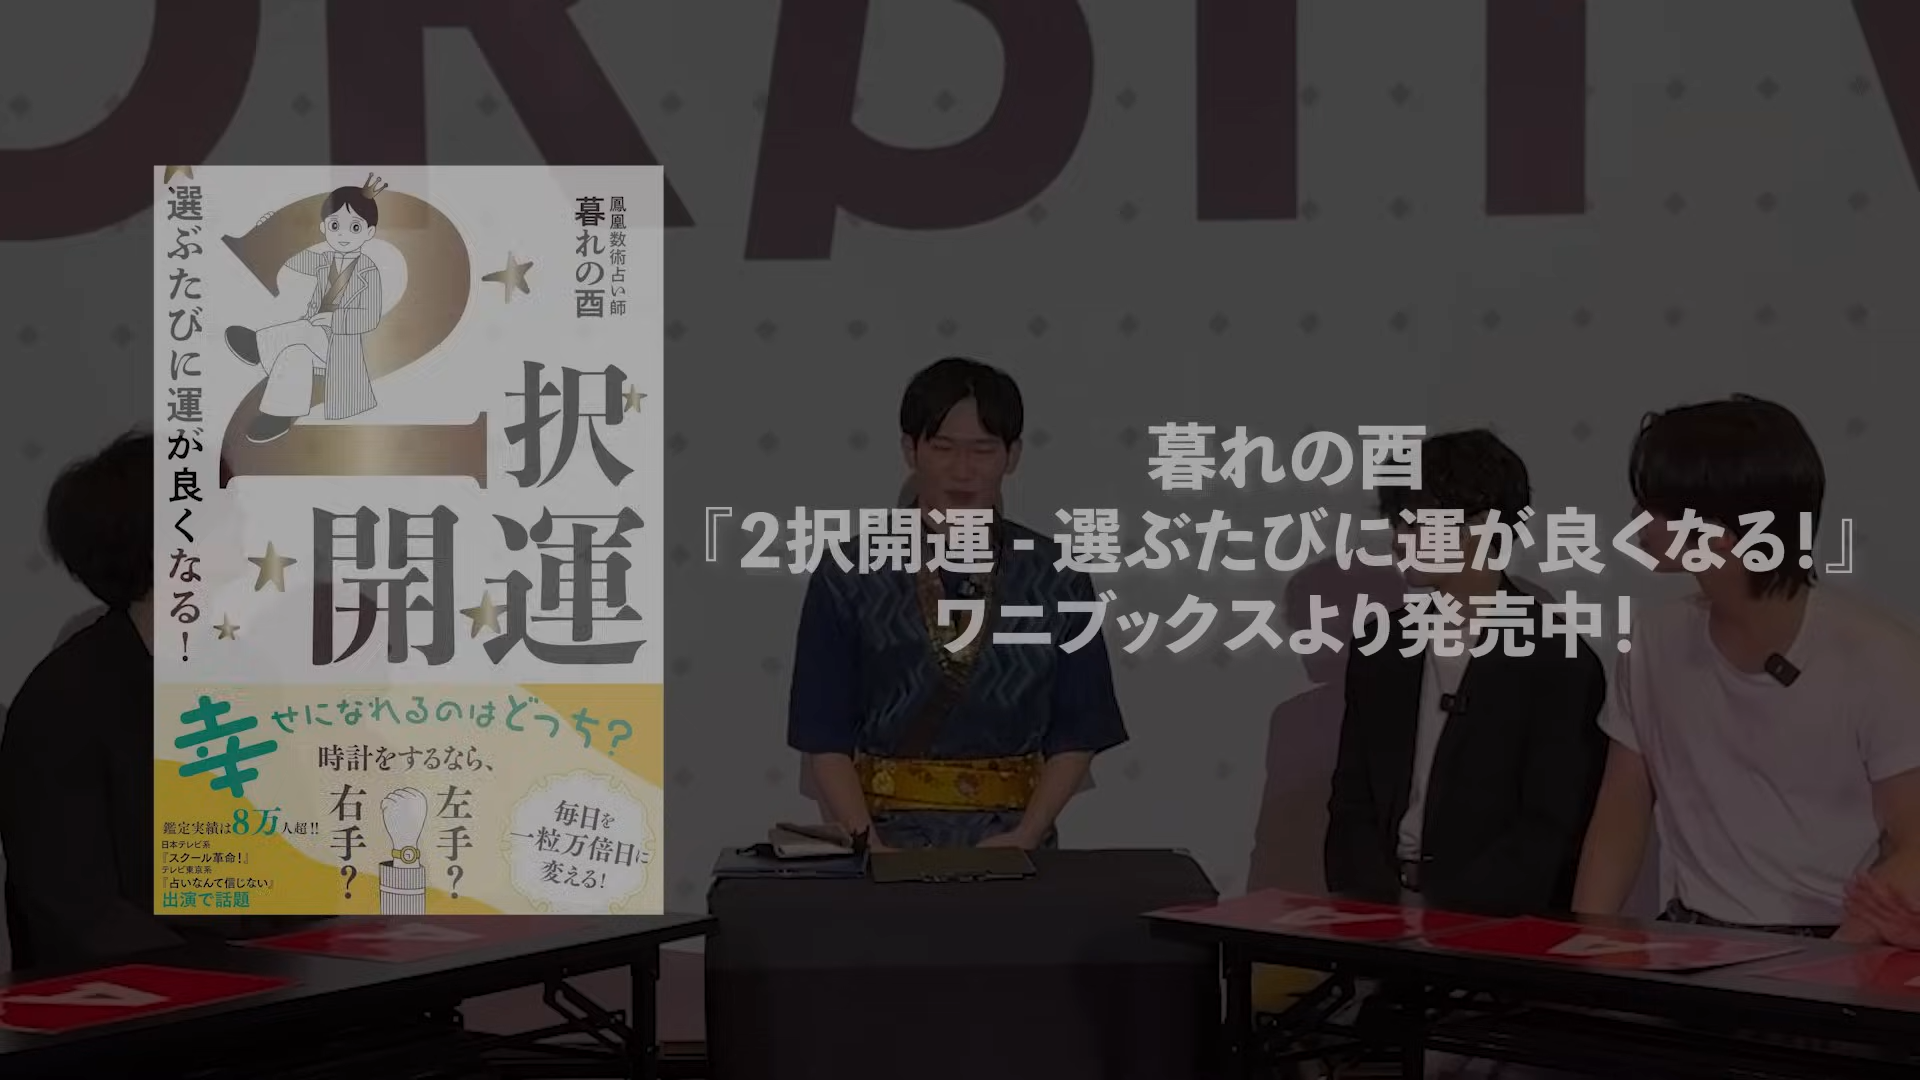 選ぶたびに運が良くなる！
鳳凰数術占い師
暮れの酉
2択
開運
幸せになれるのはどっち？
時計をするなら、
右手？
左手？
毎日を
一粒万倍日に
変える！
鑑定実績は8万人超!!
日本テレビ系
『スクール革命！』
テレビ東京系
『占いなんて信じない』
出演で話題
暮れの酉
『2択開運 - 選ぶたびに運が良くなる！』
ワニブックスより発売中！